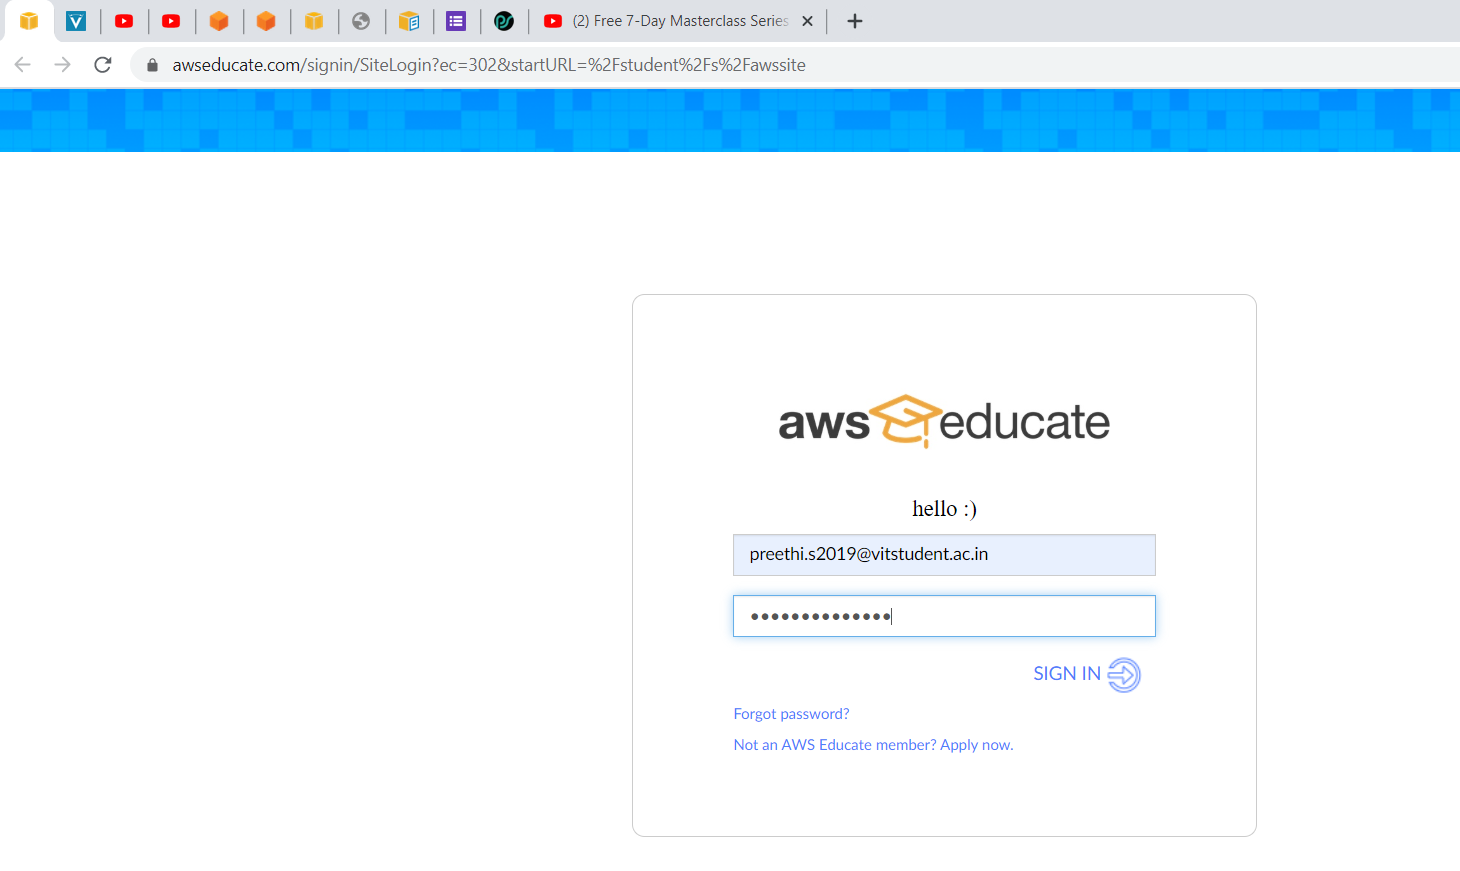 (2) Free 7-Day Masterclass Series
awseducate.com/signin/SiteLogin?ec=302&startURL=%2Fstudent%2Fs%2Fawssite
aws educate
hello :)
preethi.s2019@vitstudent.ac.in
••••••••••••••
SIGN IN
Forgot password?
Not an AWS Educate member? Apply now.